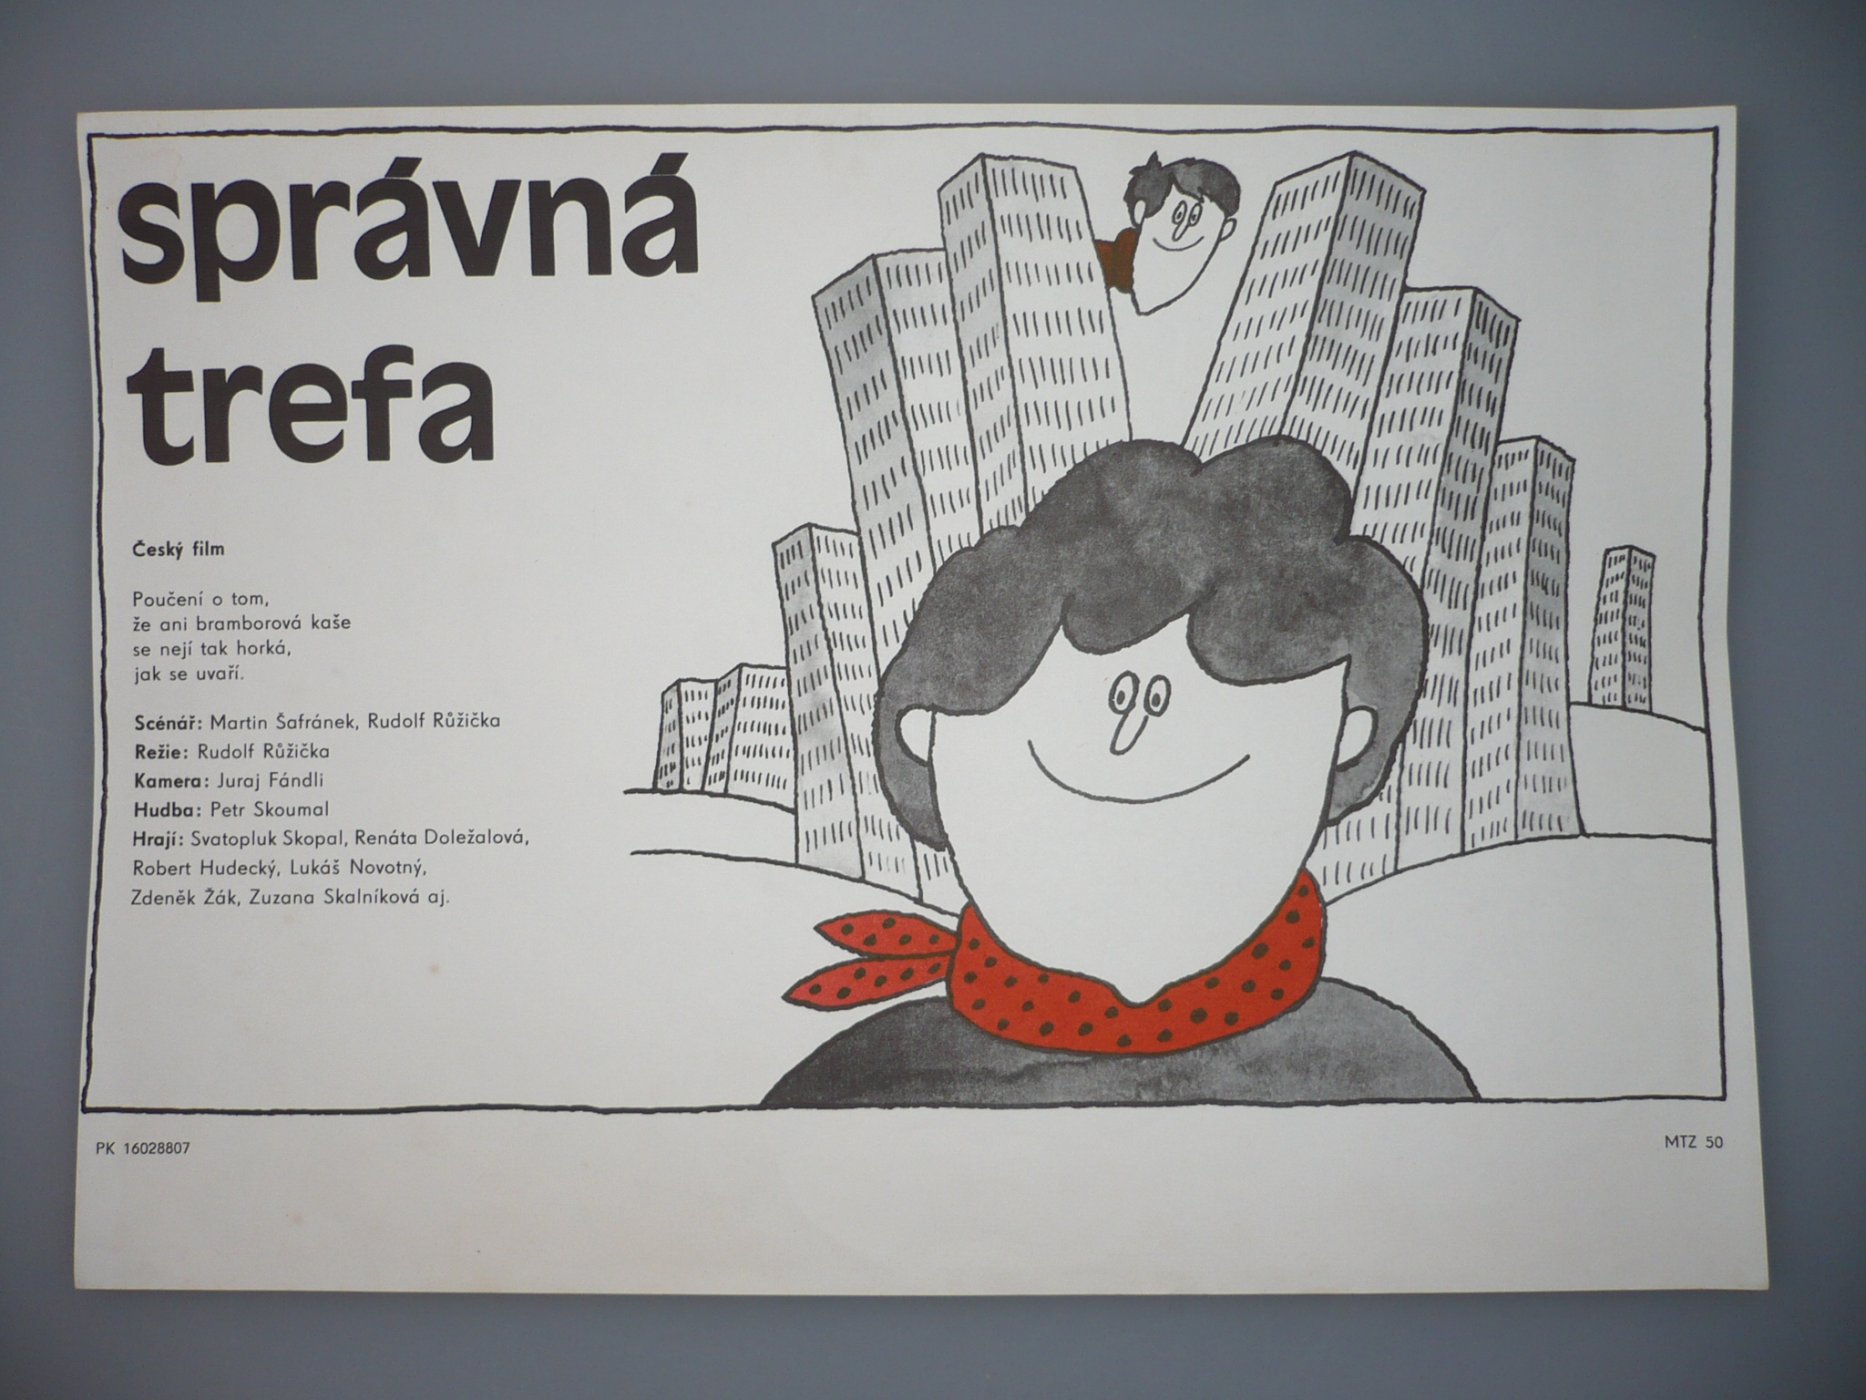 správná
trefa
Český film
Poučení o tom,
že ani bramborová kaše
se nejí tak horká,
jak se uvaří.
Scénář: Martin Šafránek, Rudolf Růžička
Režie: Rudolf Růžička
Kamera: Juraj Fándli
Hudba: Petr Skoumal
Hrají: Svatopluk Skopal, Renáta Doležalová,
Robert Hudecký, Lukáš Novotný,
Zdeněk Žák, Zuzana Skalníková aj.
PK 16028807
MTZ 50